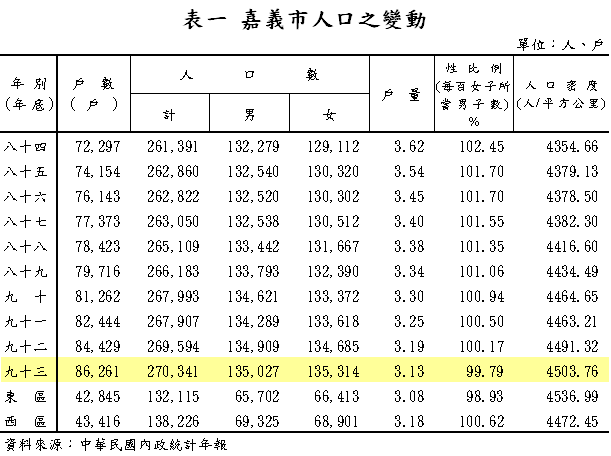 表一 嘉義市人口之變動
單位：人、戶
年 別 戶 數 人 口 數 戶 量 性 比 例 人 口 密 度
(年底) ( 戶 ) 計 男 女 (每百女子所當男子數) % (人/平方公里)
八十四 72,297 261,391 132,279 129,112 3.62 102.45 4354.66
八十五 74,154 262,860 132,540 130,320 3.54 101.70 4379.13
八十六 76,143 262,822 132,520 130,302 3.45 101.70 4378.50
八十七 77,373 263,050 132,538 130,512 3.40 101.55 4382.30
八十八 78,423 265,109 133,442 131,667 3.38 101.35 4416.60
八十九 79,716 266,183 133,793 132,390 3.34 101.06 4434.49
九 十 81,262 267,993 134,621 133,372 3.30 100.94 4464.65
九十一 82,444 267,907 134,289 133,618 3.25 100.50 4463.21
九十二 84,429 269,594 134,909 134,685 3.19 100.17 4491.32
九十三 86,261 270,341 135,027 135,314 3.13 99.79 4503.76
東 區 42,845 132,115 65,702 66,413 3.08 98.93 4536.99
西 區 43,416 138,226 69,325 68,901 3.18 100.62 4472.45
資料來源：中華民國內政統計年報